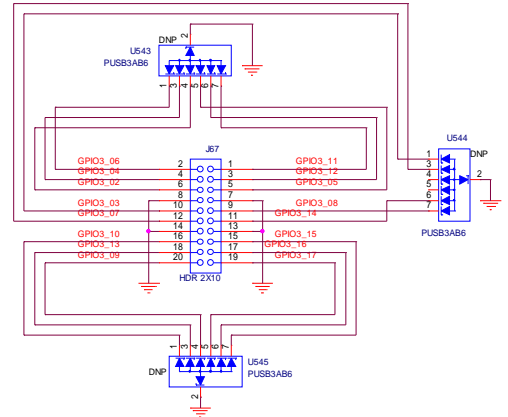 DNP
2
U543
PUSB3AB6
1
3
4
5
6
7
U544
1
3
4
5
6
7
DNP
2
PUSB3AB6
J67
GPIO3_06 2 1 GPIO3_11
GPIO3_04 4 3 GPIO3_12
GPIO3_02 6 5 GPIO3_05
8 7
GPIO3_03 10 9 GPIO3_08
GPIO3_07 12 11 GPIO3_14
14 13
GPIO3_10 16 15 GPIO3_15
GPIO3_13 18 17 GPIO3_16
GPIO3_09 20 19 GPIO3_17
HDR 2X10
1
3
4
5
6
7
U545
DNP
PUSB3AB6
2